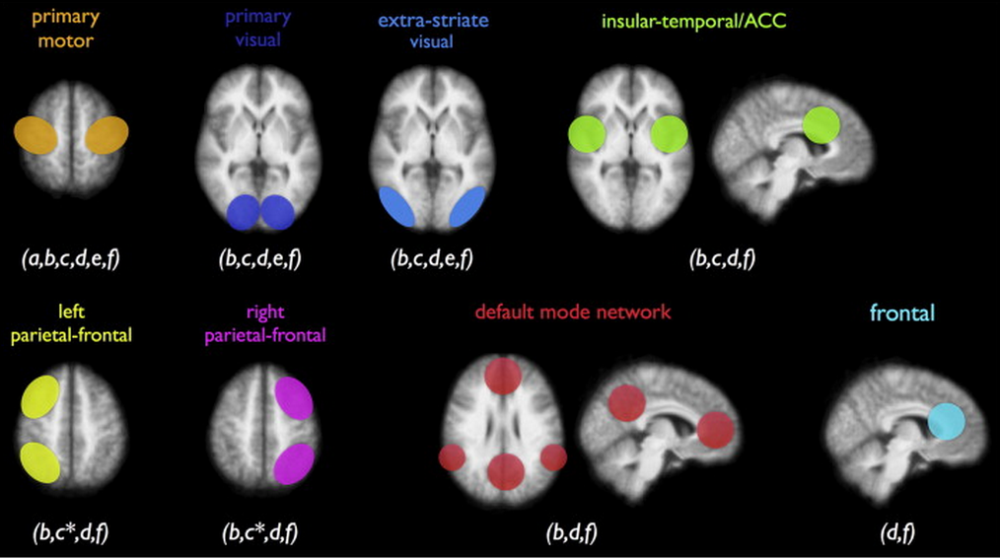 primary
motor
primary
visual
extra-striate
visual
insular-temporal/ACC
(a,b,c,d,e,f)
(b,c,d,e,f)
(b,c,d,e,f)
(b,c,d,f)
left
parietal-frontal
right
parietal-frontal
default mode network
frontal
(b,c*,d,f)
(b,c*,d,f)
(b,d,f)
(d,f)